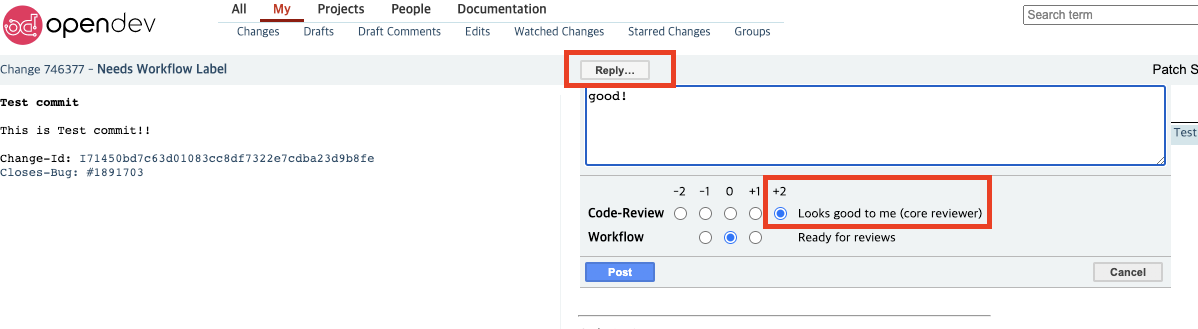 opendev
All My Projects People Documentation
Changes Drafts Draft Comments Edits Watched Changes Starred Changes Groups
Search term
Change 746377 - Needs Workflow Label
Reply...
Patch S
Test commit
This is Test commit!!
Change-Id: I71450bd7c63d01083cc8df7322e7cdba23d9b8fe
Closes-Bug: #1891703
good!
Test
-2 -1 0 +1 +2
Code-Review Looks good to me (core reviewer)
Workflow Ready for reviews
Post Cancel